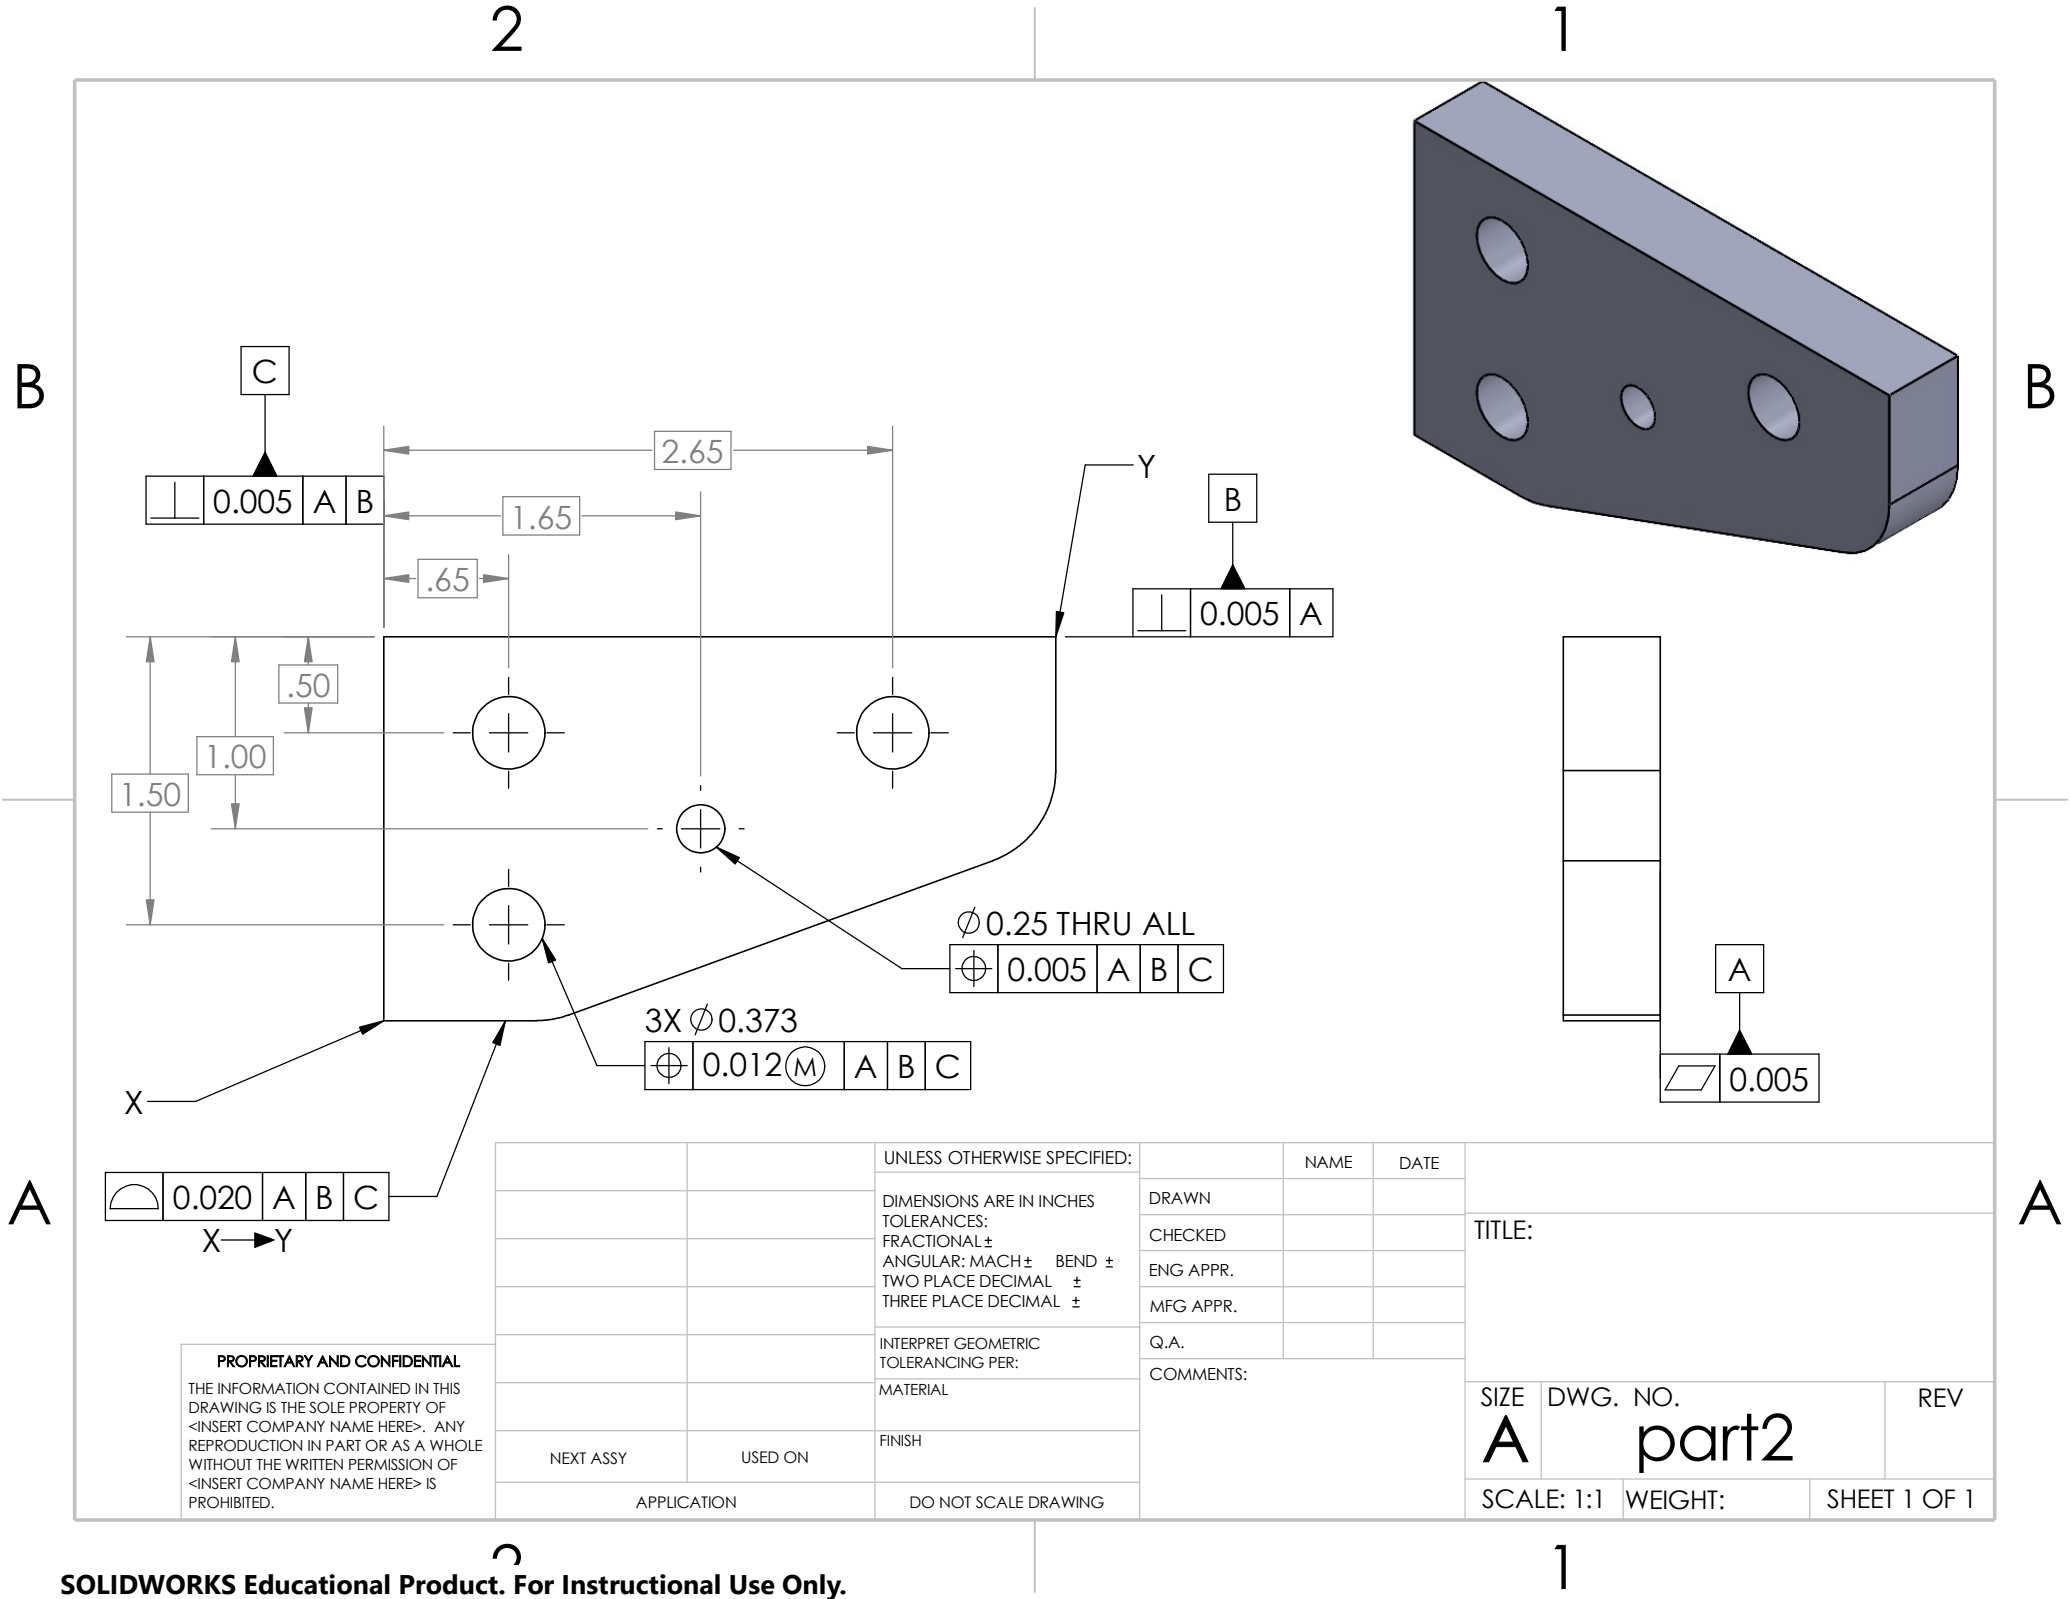 2
1
B
B
C
⟂ 0.005 A B
2.65
1.65
.65
Y
B
⟂ 0.005 A
.50
1.00
1.50
⌀0.25 THRU ALL
⌖ 0.005 A B C
3X ⌀0.373
⌖ 0.012 Ⓜ A B C
A
⏥ 0.005
X
⌓ 0.020 A B C
X→Y
A
A
PROPRIETARY AND CONFIDENTIAL
THE INFORMATION CONTAINED IN THIS
DRAWING IS THE SOLE PROPERTY OF
<INSERT COMPANY NAME HERE>. ANY
REPRODUCTION IN PART OR AS A WHOLE
WITHOUT THE WRITTEN PERMISSION OF
<INSERT COMPANY NAME HERE> IS
PROHIBITED.
NEXT ASSY
USED ON
APPLICATION
UNLESS OTHERWISE SPECIFIED:
DIMENSIONS ARE IN INCHES
TOLERANCES:
FRACTIONAL ±
ANGULAR: MACH ± BEND ±
TWO PLACE DECIMAL ±
THREE PLACE DECIMAL ±
INTERPRET GEOMETRIC
TOLERANCING PER:
MATERIAL
FINISH
DO NOT SCALE DRAWING
NAME
DATE
DRAWN
CHECKED
ENG APPR.
MFG APPR.
Q.A.
COMMENTS:
TITLE:
SIZE
A
DWG. NO.
part2
REV
SCALE: 1:1
WEIGHT:
SHEET 1 OF 1
2
1
SOLIDWORKS Educational Product. For Instructional Use Only.